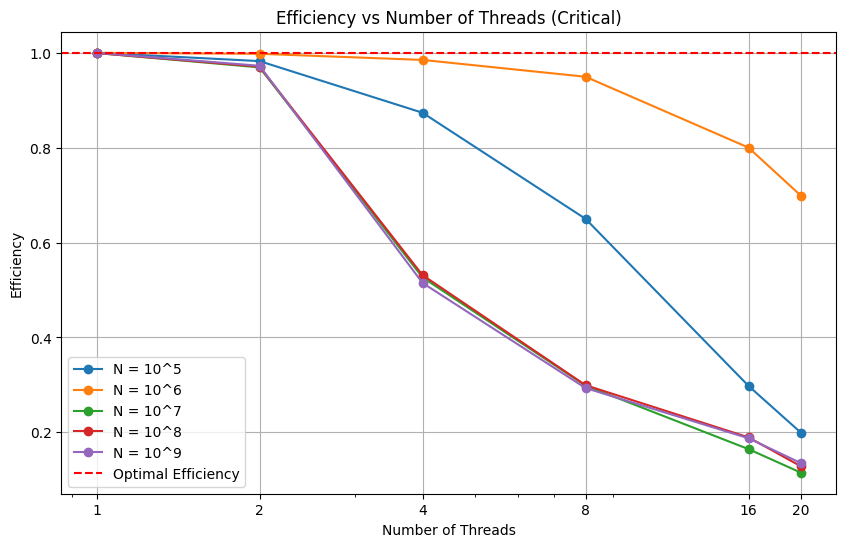 Efficiency vs Number of Threads (Critical)
Efficiency
1.0
0.8
0.6
0.4
0.2
N = 10^5
N = 10^6
N = 10^7
N = 10^8
N = 10^9
Optimal Efficiency
1 2 4 8 16 20
Number of Threads